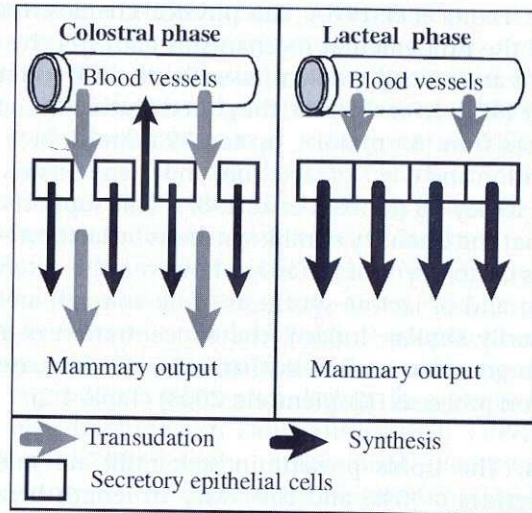 Colostral phase
Lacteal phase
Blood vessels
Blood vessels
Mammary output
Mammary output
Transudation
Synthesis
Secretory epithelial cells